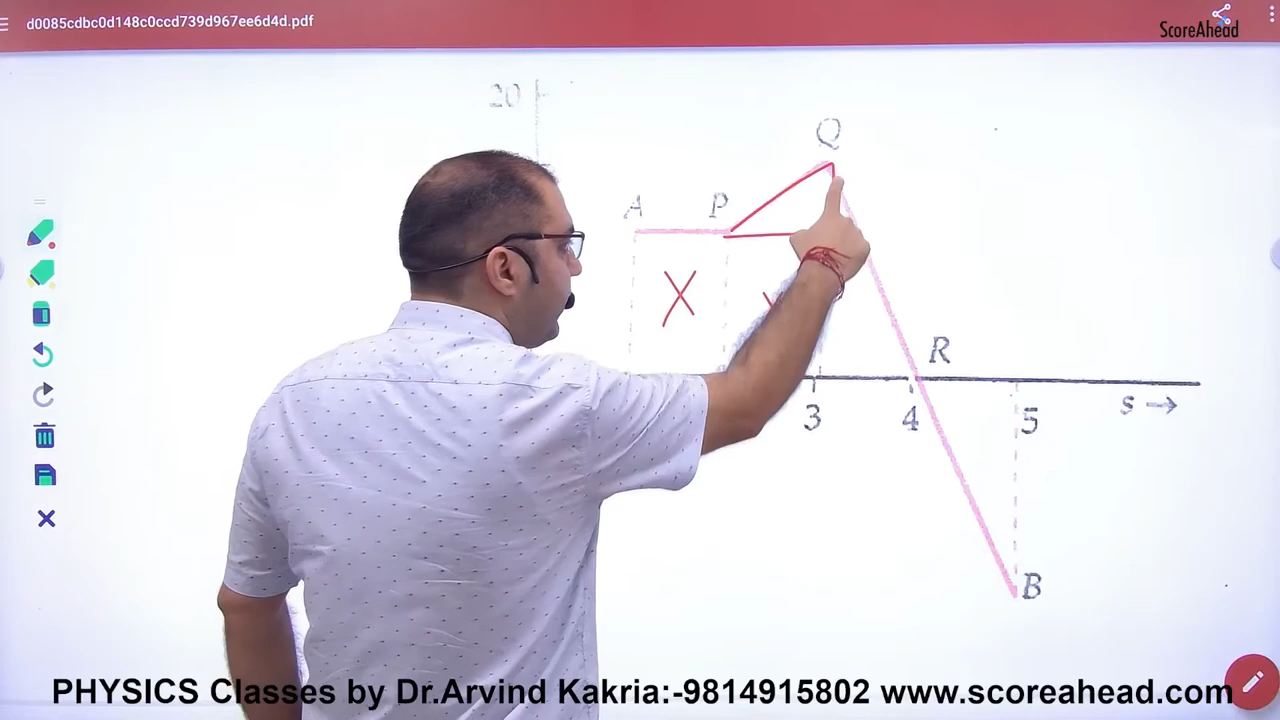 d0085cdbc0d148c0ccd739d967ee6d4d.pdf
ScoreAhead
20
Q
A P
X
R
3 4 5 s →
B
PHYSICS Classes by Dr.Arvind Kakria:-9814915802 www.scoreahead.com